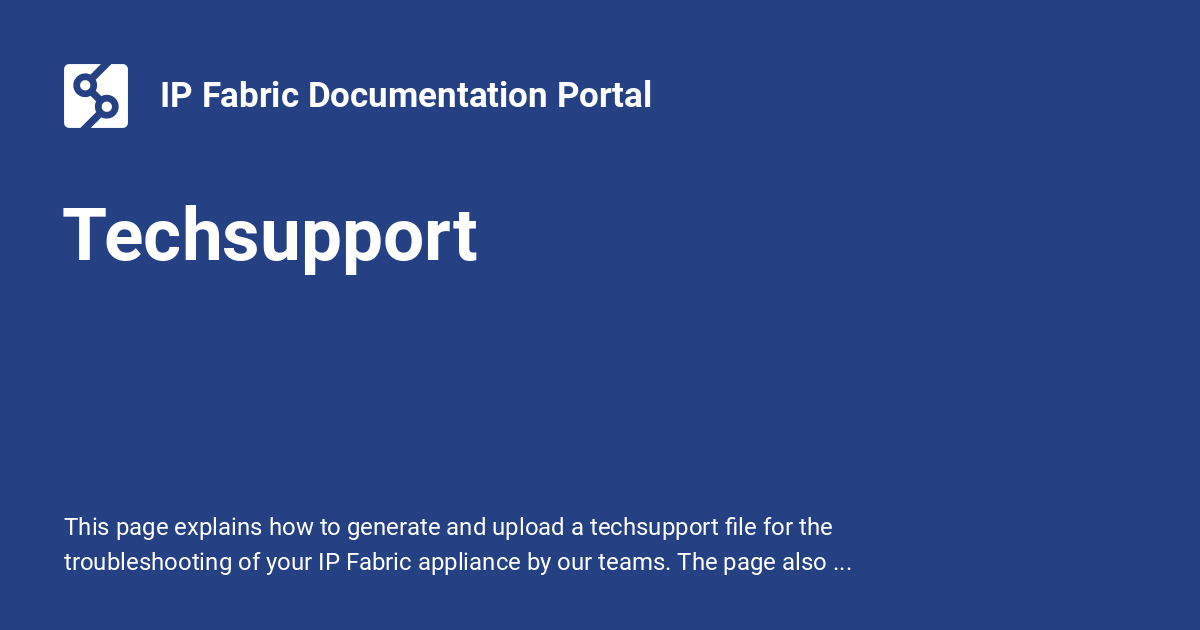 IP Fabric Documentation Portal
Techsupport
This page explains how to generate and upload a techsupport file for the
troubleshooting of your IP Fabric appliance by our teams. The page also ...